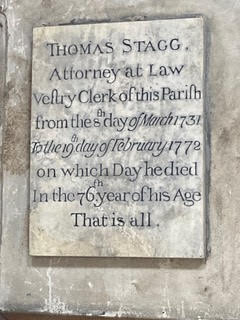 THOMAS STAGG.
Attorney at Law
Veſtry Clerk of this Pariſh
from the 8th day of March 1731
To the 19th day of February 1772
on which Day he died
In the 76th year of his Age
That is all.